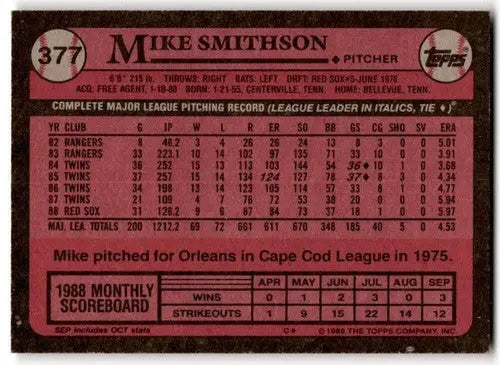 377
MIKE SMITHSON
♦ PITCHER
Topps
6'8" 215 lb. THROWS: RIGHT BATS: LEFT DRFT: RED SOX #5-JUNE 1976
ACQ: FREE AGENT, 1-18-88 BORN: 1-21-55, CENTERVILLE, TENN. HOME: BELLEVUE, TENN.
COMPLETE MAJOR LEAGUE PITCHING RECORD (LEAGUE LEADER IN ITALICS, TIE ♦)
YR CLUB G IP W L R ER SO BB GS CG SHO SV ERA
82 RANGERS 8 46.2 3 4 26 26 24 13 8 3 0 0 5.01
83 RANGERS 33 223.1 10 14 102 97 135 71 33 10 0 0 3.91
84 TWINS 36 252 15 13 113 103 144 54 36♦ 10 1 0 3.68
85 TWINS 37 257 15 14 134 124 127 78 37♦ 8 3 0 4.34
86 TWINS 34 198 13 14 123 105 114 57 33 8 1 0 4.77
87 TWINS 21 109 4 7 76 72 53 38 20 0 0 0 5.94
88 RED SOX 31 126.2 9 6 87 84 73 37 18 1 0 0 5.97
MAJ. LEA. TOTALS 200 1212.2 69 72 661 611 670 348 185 40 5 0 4.53
Mike pitched for Orleans in Cape Cod League in 1975.
1988 MONTHLY SCOREBOARD
APR MAY JUN JUL AUG SEP
WINS 0 1 2 3 0 3
STRIKEOUTS 1 9 15 22 14 12
SEP includes OCT stats
C* © 1989 THE TOPPS COMPANY, INC.